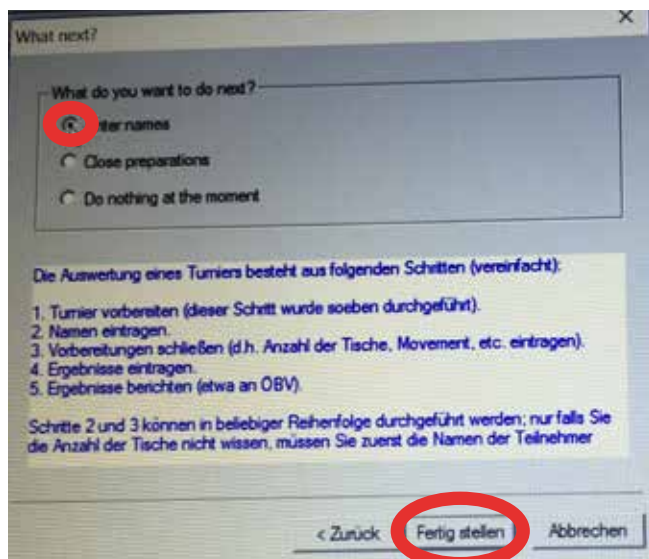 What next?
What do you want to do next?
Enter names
Close preparations
Do nothing at the moment
Die Auswertung eines Turniers besteht aus folgenden Schritten (vereinfacht):
1. Turnier vorbereiten (dieser Schritt wurde soeben durchgeführt).
2. Namen eintragen.
3. Vorbereitungen schließen (d.h. Anzahl der Tische, Movement, etc. eintragen).
4. Ergebnisse eintragen.
5. Ergebnisse berichten (etwa an ÖBV).
Schritte 2 und 3 können in beliebiger Reihenfolge durchgeführt werden; nur falls Sie
die Anzahl der Tische nicht wissen, müssen Sie zuerst die Namen der Teilnehmer
< Zurück Fertig stellen Abbrechen